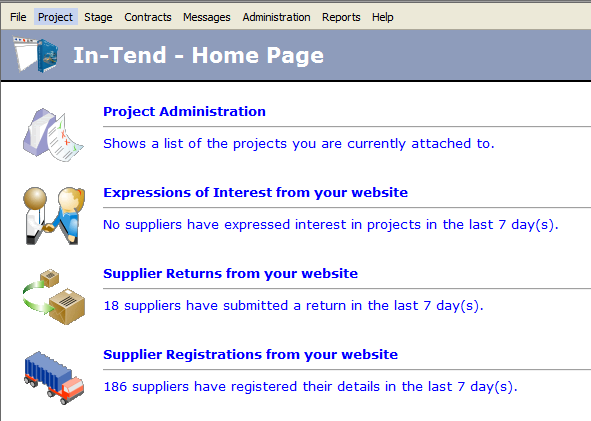 File Project Stage Contracts Messages Administration Reports Help
In-Tend - Home Page
Project Administration
Shows a list of the projects you are currently attached to.
Expressions of Interest from your website
No suppliers have expressed interest in projects in the last 7 day(s).
Supplier Returns from your website
18 suppliers have submitted a return in the last 7 day(s).
Supplier Registrations from your website
186 suppliers have registered their details in the last 7 day(s).